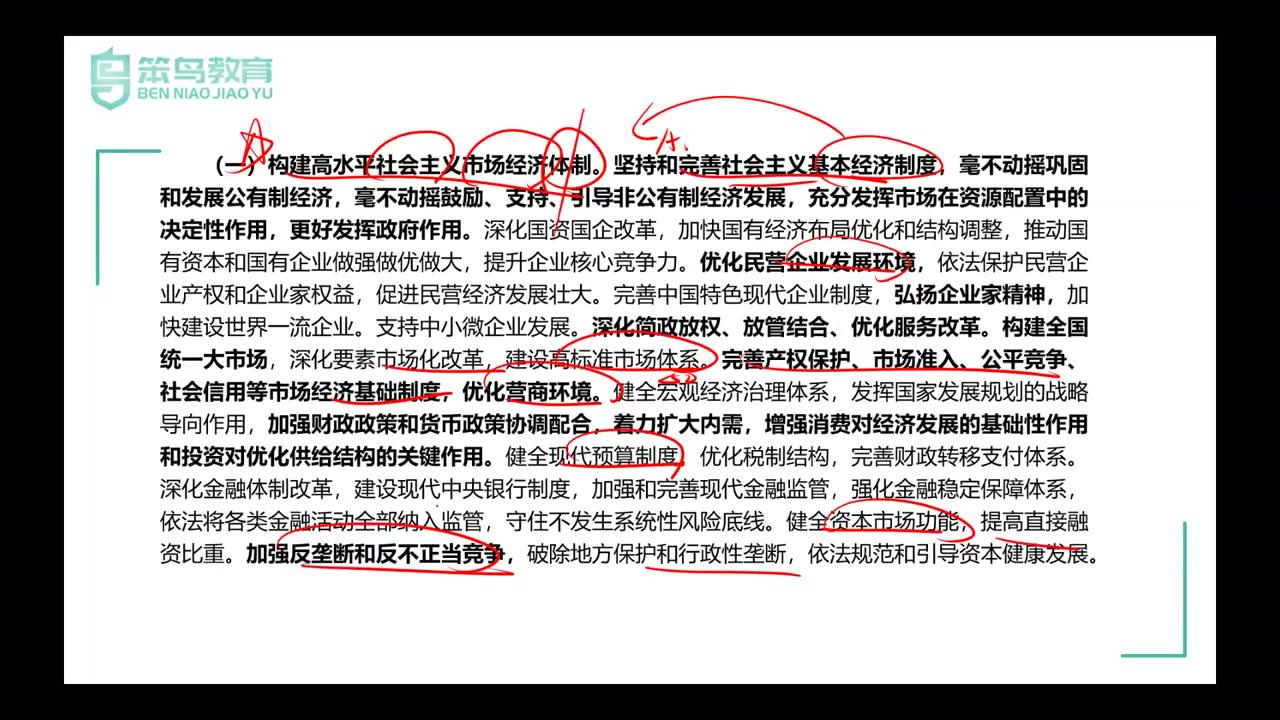 笨鸟教育
BEN NIAO JIAO YU
（一）构建高水平社会主义市场经济体制。坚持和完善社会主义基本经济制度，毫不动摇巩固
和发展公有制经济，毫不动摇鼓励、支持、引导非公有制经济发展，充分发挥市场在资源配置中的
决定性作用，更好发挥政府作用。深化国资国企改革，加快国有经济布局优化和结构调整，推动国
有资本和国有企业做强做优做大，提升企业核心竞争力。优化民营企业发展环境，依法保护民营企
业产权和企业家权益，促进民营经济发展壮大。完善中国特色现代企业制度，弘扬企业家精神，加
快建设世界一流企业。支持中小微企业发展。深化简政放权、放管结合、优化服务改革。构建全国
统一大市场，深化要素市场化改革，建设高标准市场体系。完善产权保护、市场准入、公平竞争、
社会信用等市场经济基础制度，优化营商环境。健全宏观经济治理体系，发挥国家发展规划的战略
导向作用，加强财政政策和货币政策协调配合，着力扩大内需，增强消费对经济发展的基础性作用
和投资对优化供给结构的关键作用。健全现代预算制度，优化税制结构，完善财政转移支付体系。
深化金融体制改革，建设现代中央银行制度，加强和完善现代金融监管，强化金融稳定保障体系，
依法将各类金融活动全部纳入监管，守住不发生系统性风险底线。健全资本市场功能，提高直接融
资比重。加强反垄断和反不正当竞争，破除地方保护和行政性垄断，依法规范和引导资本健康发展。